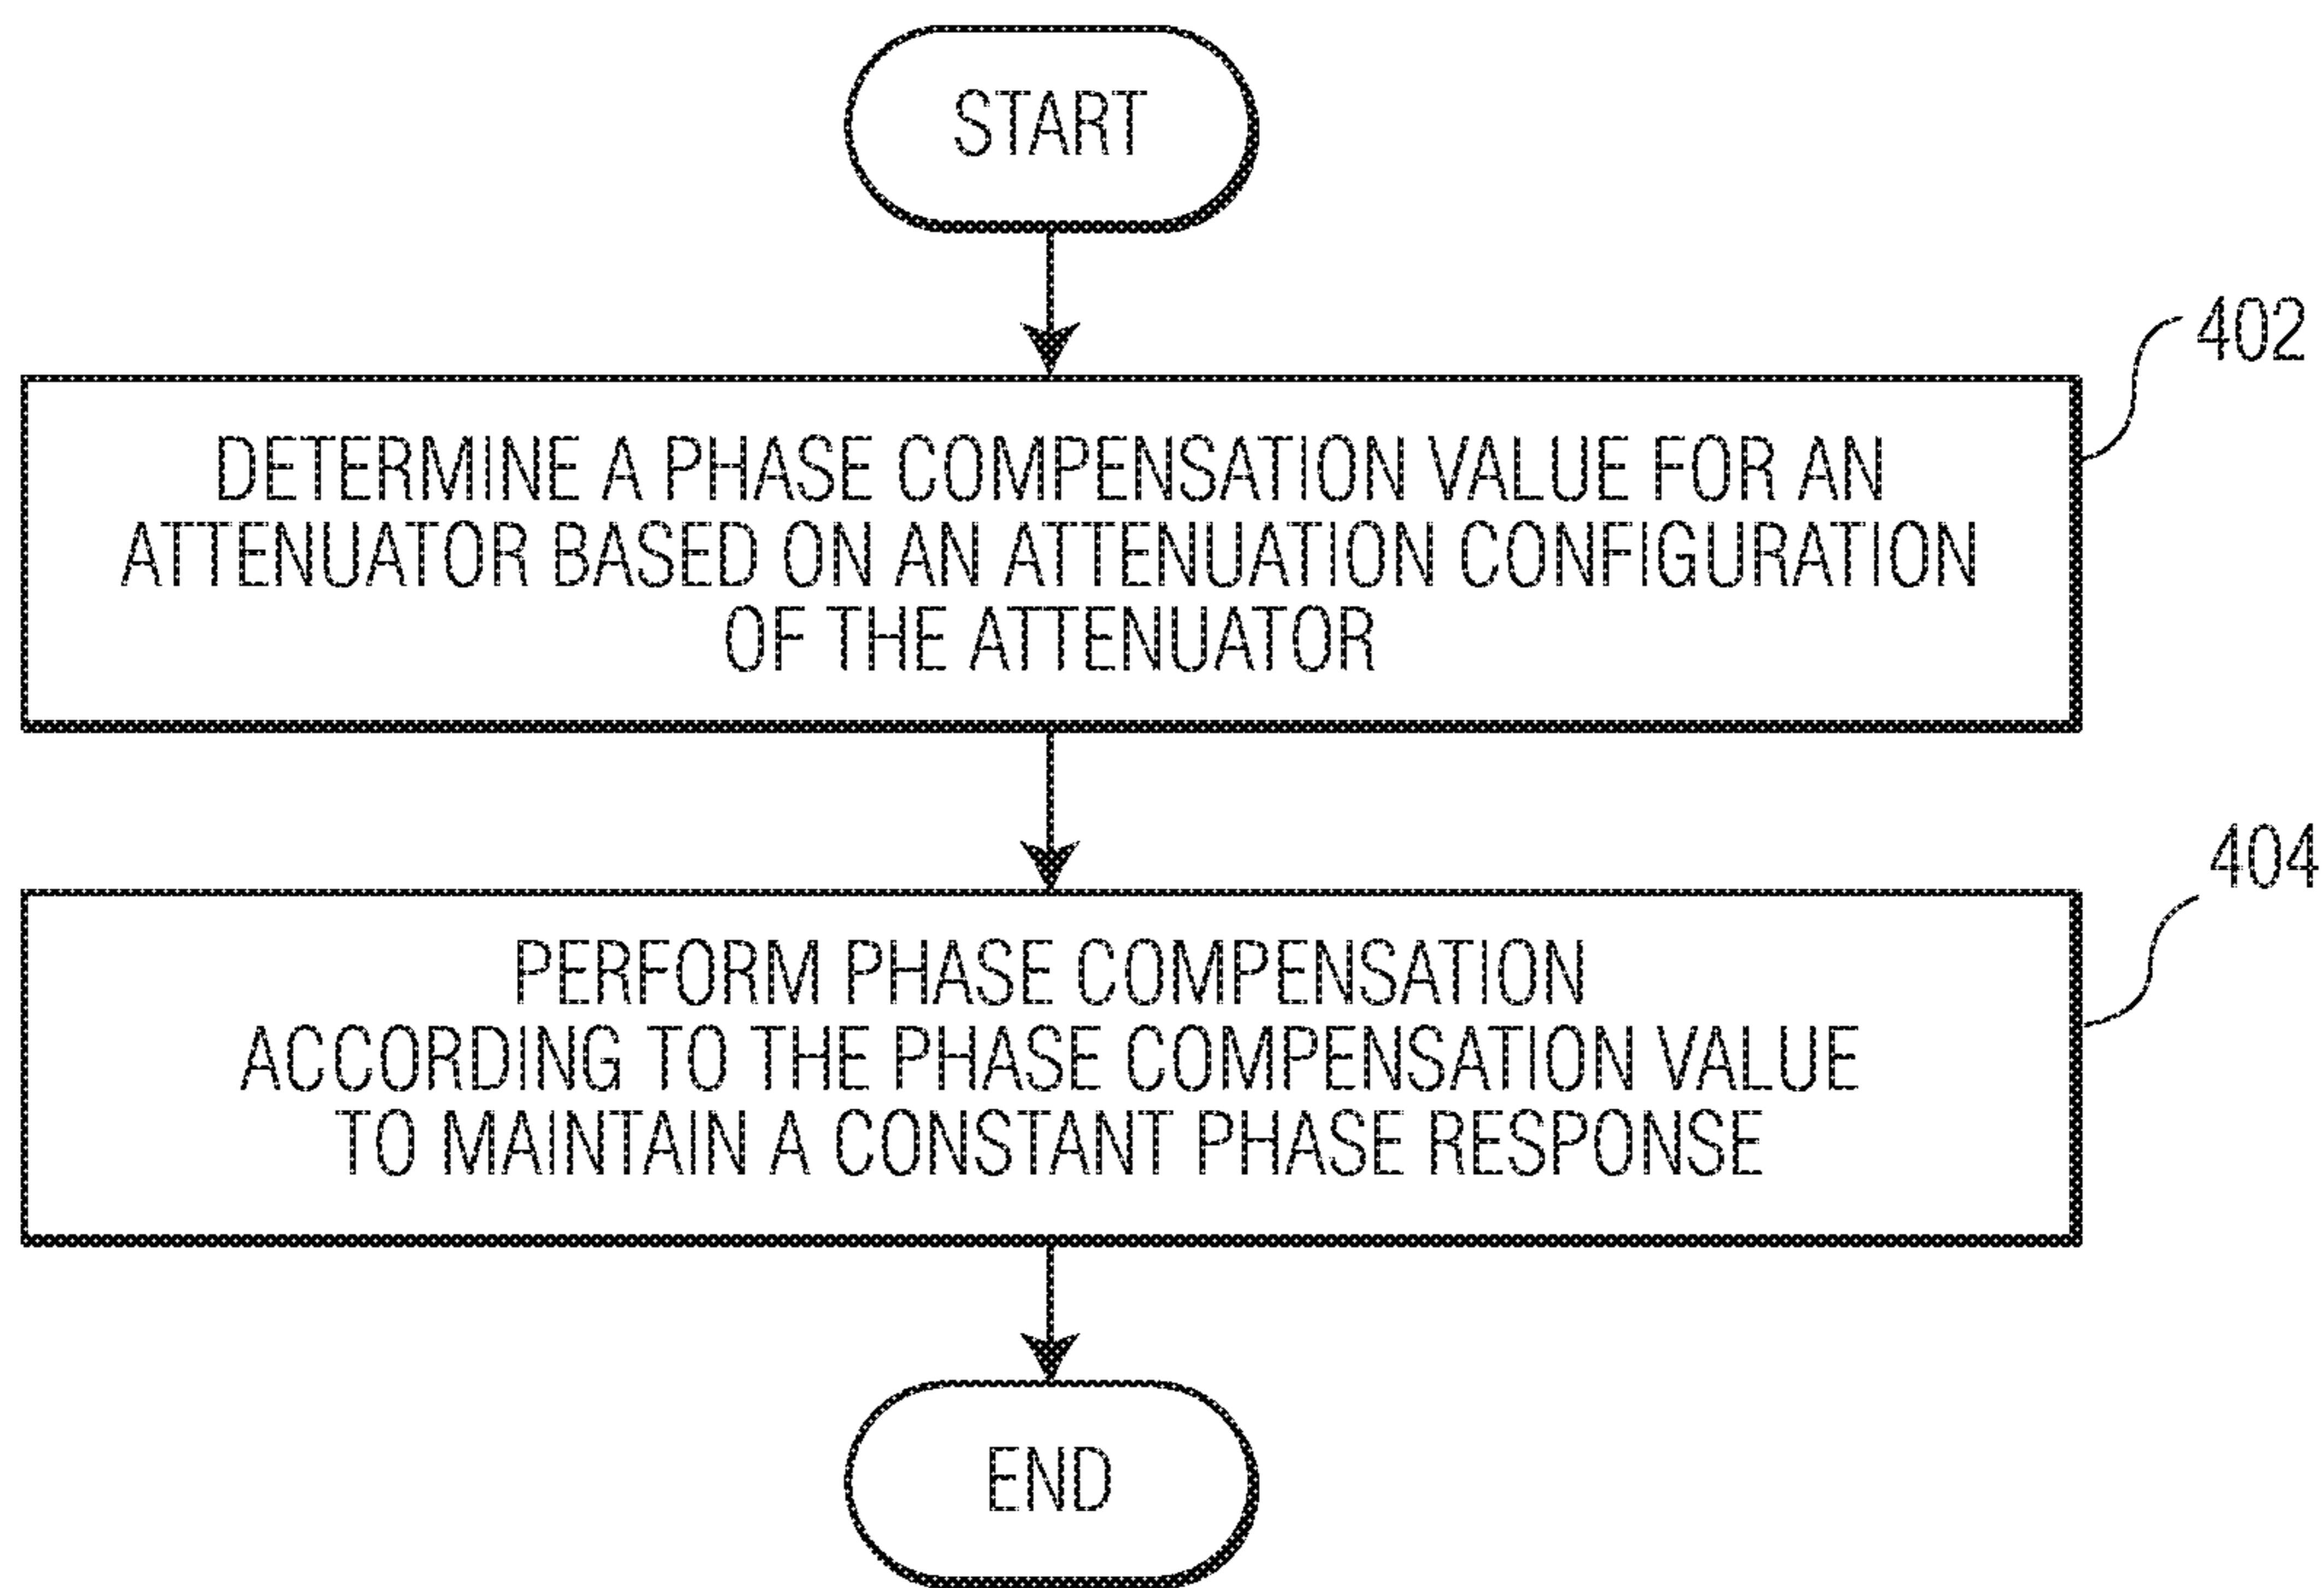 START
402
DETERMINE A PHASE COMPENSATION VALUE FOR AN
ATTENUATOR BASED ON AN ATTENUATION CONFIGURATION
OF THE ATTENUATOR
404
PERFORM PHASE COMPENSATION
ACCORDING TO THE PHASE COMPENSATION VALUE
TO MAINTAIN A CONSTANT PHASE RESPONSE
END